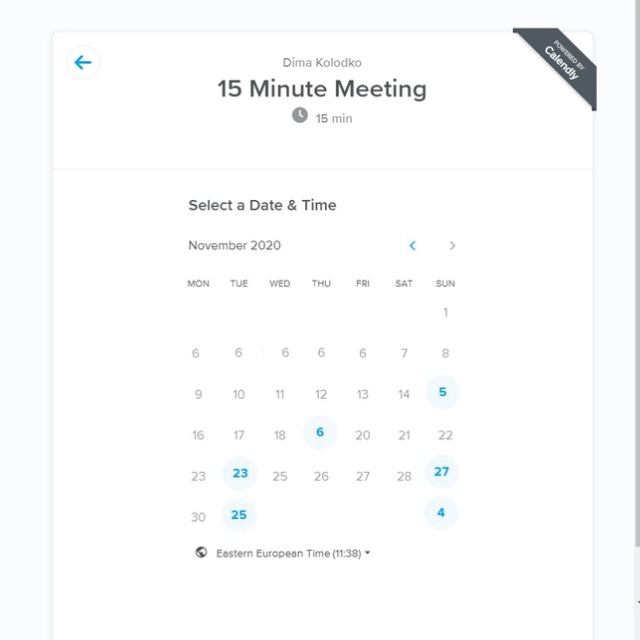 POWERED BY
Calendly
Dima Kolodko
15 Minute Meeting
15 min
Select a Date & Time
November 2020
MON TUE WED THU FRI SAT SUN
1
6 6 6 6 6 7 8
9 10 11 12 13 14 5
16 17 18 6 20 21 22
23 23 25 26 27 28 27
30 25 4
Eastern European Time (11:38)